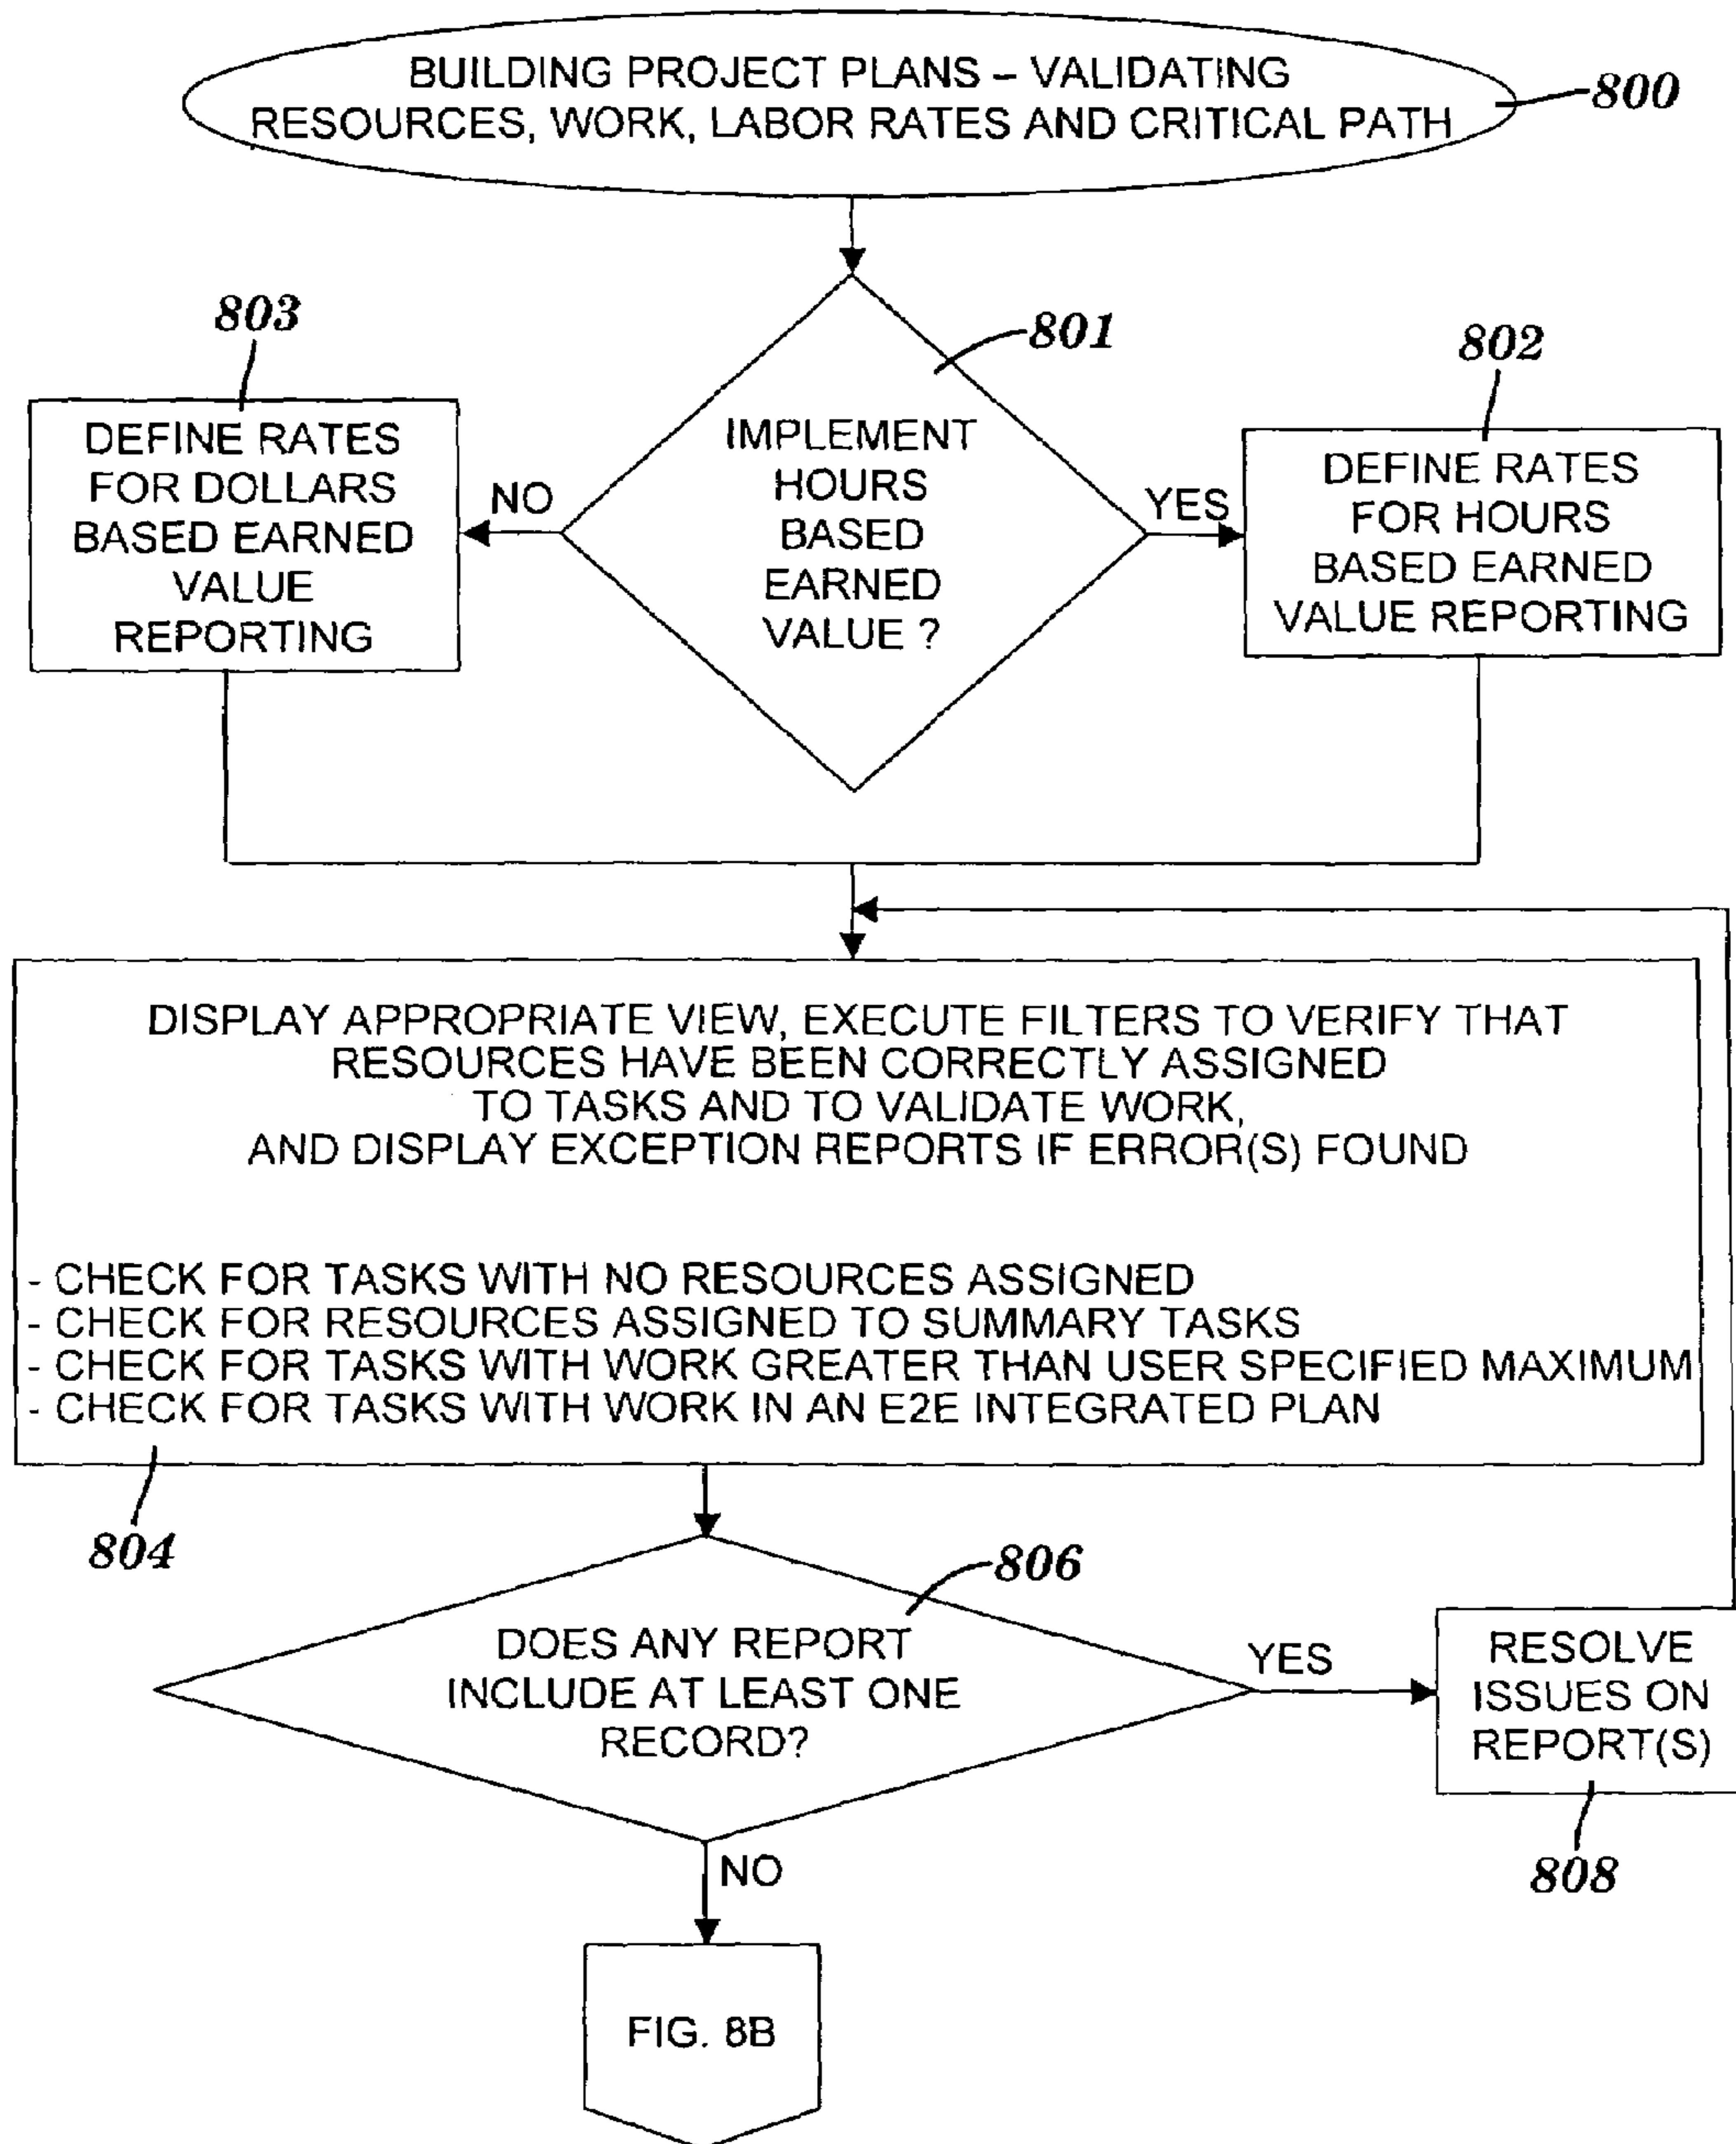 BUILDING PROJECT PLANS – VALIDATING
RESOURCES, WORK, LABOR RATES AND CRITICAL PATH
800
803
801
802
DEFINE RATES
FOR DOLLARS
BASED EARNED
VALUE
REPORTING
NO
IMPLEMENT
HOURS
BASED
EARNED
VALUE ?
YES
DEFINE RATES
FOR HOURS
BASED EARNED
VALUE REPORTING
DISPLAY APPROPRIATE VIEW, EXECUTE FILTERS TO VERIFY THAT
RESOURCES HAVE BEEN CORRECTLY ASSIGNED
TO TASKS AND TO VALIDATE WORK,
AND DISPLAY EXCEPTION REPORTS IF ERROR(S) FOUND
- CHECK FOR TASKS WITH NO RESOURCES ASSIGNED
- CHECK FOR RESOURCES ASSIGNED TO SUMMARY TASKS
- CHECK FOR TASKS WITH WORK GREATER THAN USER SPECIFIED MAXIMUM
- CHECK FOR TASKS WITH WORK IN AN E2E INTEGRATED PLAN
804
806
DOES ANY REPORT
INCLUDE AT LEAST ONE
RECORD?
YES
RESOLVE
ISSUES ON
REPORT(S)
808
NO
FIG. 8B